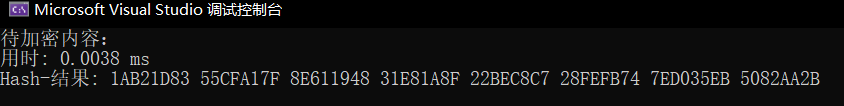 Microsoft Visual Studio 调试控制台
待加密内容:
用时: 0.0038 ms
Hash-结果: 1AB21D83 55CFA17F 8E611948 31E81A8F 22BEC8C7 28FEFB74 7ED035EB 5082AA2B